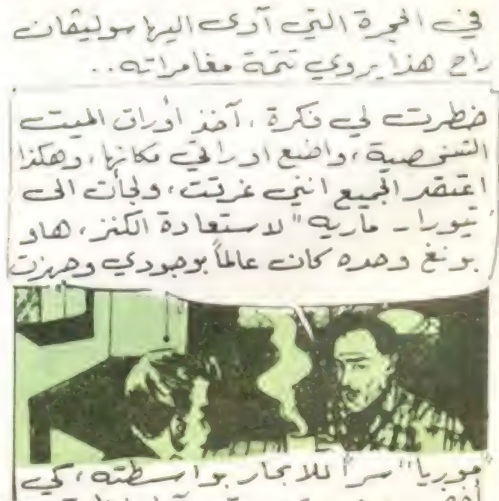 في الحجرة التي آوى اليها سوليفان
راح هذا يروي تتمة مغامراته..
خطرت لي فكرة، آخذ أوراق الميت
الشخصية، واضع اوراقي مكانها، وهكذا
اعتقد الجميع انني غرقت، ولجأت الى
تيورا - ماريه" لاستعادة الكنز، هاو
بونغ وحده كان عالماً بوجودي وجهزت
"موريا" سراً للابحار بواسطته، كي